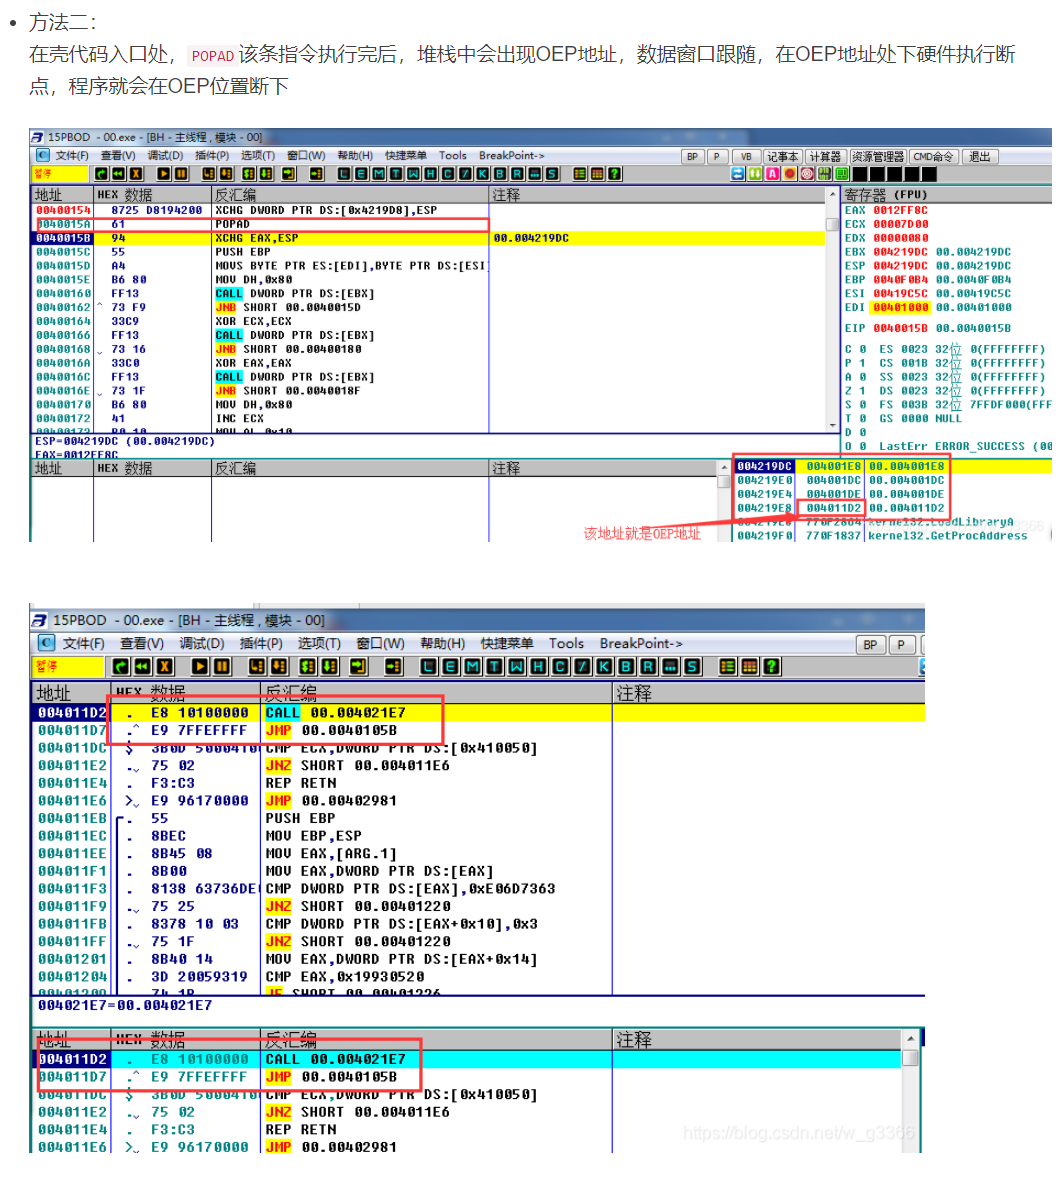 方法二：
在壳代码入口处， POPAD 该条指令执行完后，堆栈中会出现OEP地址，数据窗口跟随，在OEP地址处下硬件执行断
点，程序就会在OEP位置断下
15PBOD - 00.exe - [BH - 主线程 , 模块 - 00]
C 文件(F) 查看(V) 调试(D) 插件(P) 选项(T) 窗口(W) 帮助(H) 快捷菜单 Tools BreakPoint-> BP P VB 记事本 计算器 资源管理器 CMD命令 退出
暂停 L E M T W H C / K B R ... S ?
地址 HEX 数据 反汇编 注释 寄存器 (FPU)
00400154 8725 D8194200 XCHG DWORD PTR DS:[0x4219D8],ESP
0040015A 61 POPAD
0040015B 94 XCHG EAX,ESP 00.004219DC
0040015C 55 PUSH EBP
0040015D A4 MOVS BYTE PTR ES:[EDI],BYTE PTR DS:[ESI]
0040015E B6 80 MOV DH,0x80
00400160 FF13 CALL DWORD PTR DS:[EBX]
00400162 ^ 73 F9 JNB SHORT 00.0040015D
00400164 33C9 XOR ECX,ECX
00400166 FF13 CALL DWORD PTR DS:[EBX]
00400168 73 16 JNB SHORT 00.00400180
0040016A 33C0 XOR EAX,EAX
0040016C FF13 CALL DWORD PTR DS:[EBX]
0040016E 73 1F JNB SHORT 00.0040018F
00400170 B6 80 MOV DH,0x80
00400172 41 INC ECX
00400173 B0 10 MOV AL,0x10
EAX 0012FF8C
ECX 00007D00
EDX 00000080
EBX 004219DC 00.004219DC
ESP 004219DC 00.004219DC
EBP 0040F0B4 00.0040F0B4
ESI 00419C5C 00.00419C5C
EDI 00401000 00.00401000
EIP 0040015B 00.0040015B
C 0 ES 0023 32位 0(FFFFFFFF)
P 1 CS 001B 32位 0(FFFFFFFF)
A 0 SS 0023 32位 0(FFFFFFFF)
Z 1 DS 0023 32位 0(FFFFFFFF)
S 0 FS 003B 32位 7FFDF000(FFF
T 0 GS 0000 NULL
D 0
O 0 LastErr ERROR_SUCCESS (00
ESP=004219DC (00.004219DC)
EAX=0012FF8C
地址 HEX 数据 反汇编 注释
004219DC 004001E8 00.004001E8
004219E0 004001DC 00.004001DC
004219E4 004001DE 00.004001DE
004219E8 004011D2 00.004011D2
770F2864 kernel32.LoadLibraryA
004219F0 770F1837 kernel32.GetProcAddress
该地址就是OEP地址
15PBOD - 00.exe - [BH - 主线程 , 模块 - 00]
C 文件(F) 查看(V) 调试(D) 插件(P) 选项(T) 窗口(W) 帮助(H) 快捷菜单 Tools BreakPoint-> BP P
暂停 L E M T W H C / K B R ... S ?
地址 HEX 数据 反汇编 注释
004011D2 . E8 10100000 CALL 00.004021E7
004011D7 .^ E9 7FFEFFFF JMP 00.0040105B
004011DC $ 3B0D 50004100 CMP ECX,DWORD PTR DS:[0x410050]
004011E2 . 75 02 JNZ SHORT 00.004011E6
004011E4 . F3:C3 REP RETN
004011E6 > E9 96170000 JMP 00.00402981
004011EB . 55 PUSH EBP
004011EC . 8BEC MOV EBP,ESP
004011EE . 8B45 08 MOV EAX,[ARG.1]
004011F1 . 8B00 MOV EAX,DWORD PTR DS:[EAX]
004011F3 . 8138 63736DE CMP DWORD PTR DS:[EAX],0xE06D7363
004011F9 . 75 25 JNZ SHORT 00.00401220
004011FB . 8378 10 03 CMP DWORD PTR DS:[EAX+0x10],0x3
004011FF . 75 1F JNZ SHORT 00.00401220
00401201 . 8B40 14 MOV EAX,DWORD PTR DS:[EAX+0x14]
00401204 . 3D 20059319 CMP EAX,0x19930520
00401209 . 74 1B JE SHORT 00.00401226
004021E7=00.004021E7
地址 HEX 数据 反汇编 注释
004011D2 . E8 10100000 CALL 00.004021E7
004011D7 .^ E9 7FFEFFFF JMP 00.0040105B
004011DC $ 3B0D 50004100 CMP ECX,DWORD PTR DS:[0x410050]
004011E2 . 75 02 JNZ SHORT 00.004011E6
004011E4 . F3:C3 REP RETN
004011E6 > E9 96170000 JMP 00.00402981
https://blog.csdn.net/w_g3366